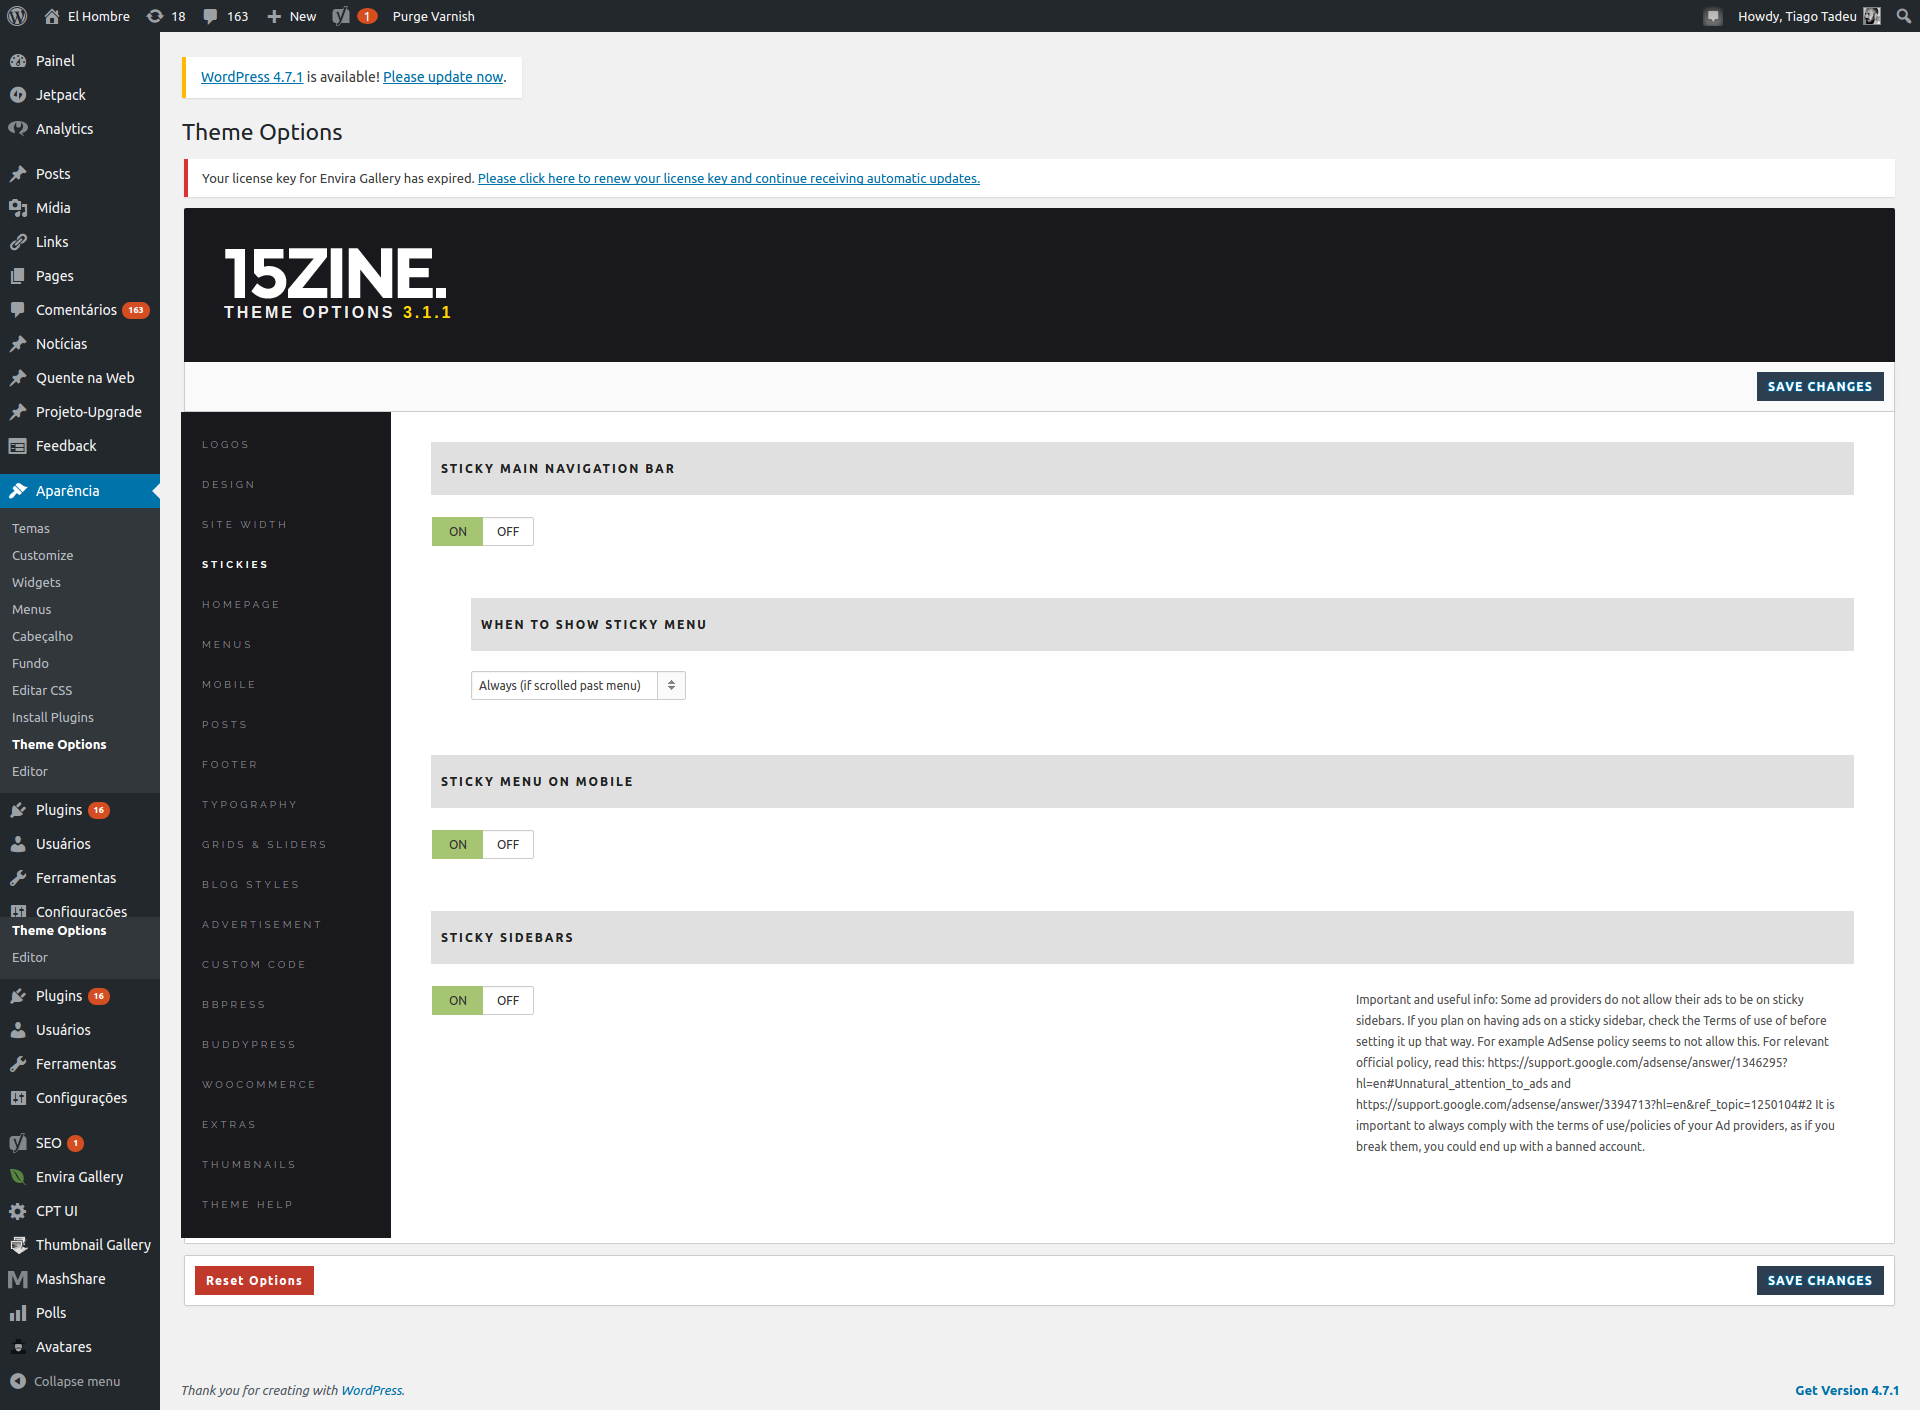 El Hombre 18 163 New 1 Purge Varnish Howdy, Tiago Tadeu
Painel
Jetpack
Analytics
Posts
Mídia
Links
Pages
Comentários 163
Notícias
Quente na Web
Projeto-Upgrade
Feedback
Aparência
Temas
Customize
Widgets
Menus
Cabeçalho
Fundo
Editar CSS
Install Plugins
Theme Options
Editor
Plugins 16
Usuários
Ferramentas
Configurações
Theme Options
Editor
Plugins 16
Usuários
Ferramentas
Configurações
SEO 1
Envira Gallery
CPT UI
Thumbnail Gallery
MashShare
Polls
Avatares
Collapse menu
WordPress 4.7.1 is available! Please update now.
Theme Options
Your license key for Envira Gallery has expired. Please click here to renew your license key and continue receiving automatic updates.
15ZINE.
THEME OPTIONS 3.1.1
SAVE CHANGES
LOGOS
DESIGN
SITE WIDTH
STICKIES
HOMEPAGE
MENUS
MOBILE
POSTS
FOOTER
TYPOGRAPHY
GRIDS & SLIDERS
BLOG STYLES
ADVERTISEMENT
CUSTOM CODE
BBPRESS
BUDDYPRESS
WOOCOMMERCE
EXTRAS
THUMBNAILS
THEME HELP
STICKY MAIN NAVIGATION BAR
ON OFF
WHEN TO SHOW STICKY MENU
Always (if scrolled past menu)
STICKY MENU ON MOBILE
ON OFF
STICKY SIDEBARS
ON OFF
Important and useful info: Some ad providers do not allow their ads to be on sticky
sidebars. If you plan on having ads on a sticky sidebar, check the Terms of use of before
setting it up that way. For example AdSense policy seems to not allow this. For relevant
official policy, read this: https://support.google.com/adsense/answer/1346295?
hl=en#Unnatural_attention_to_ads and
https://support.google.com/adsense/answer/3394713?hl=en&ref_topic=1250104#2 It is
important to always comply with the terms of use/policies of your Ad providers, as if you
break them, you could end up with a banned account.
Reset Options SAVE CHANGES
Thank you for creating with WordPress. Get Version 4.7.1